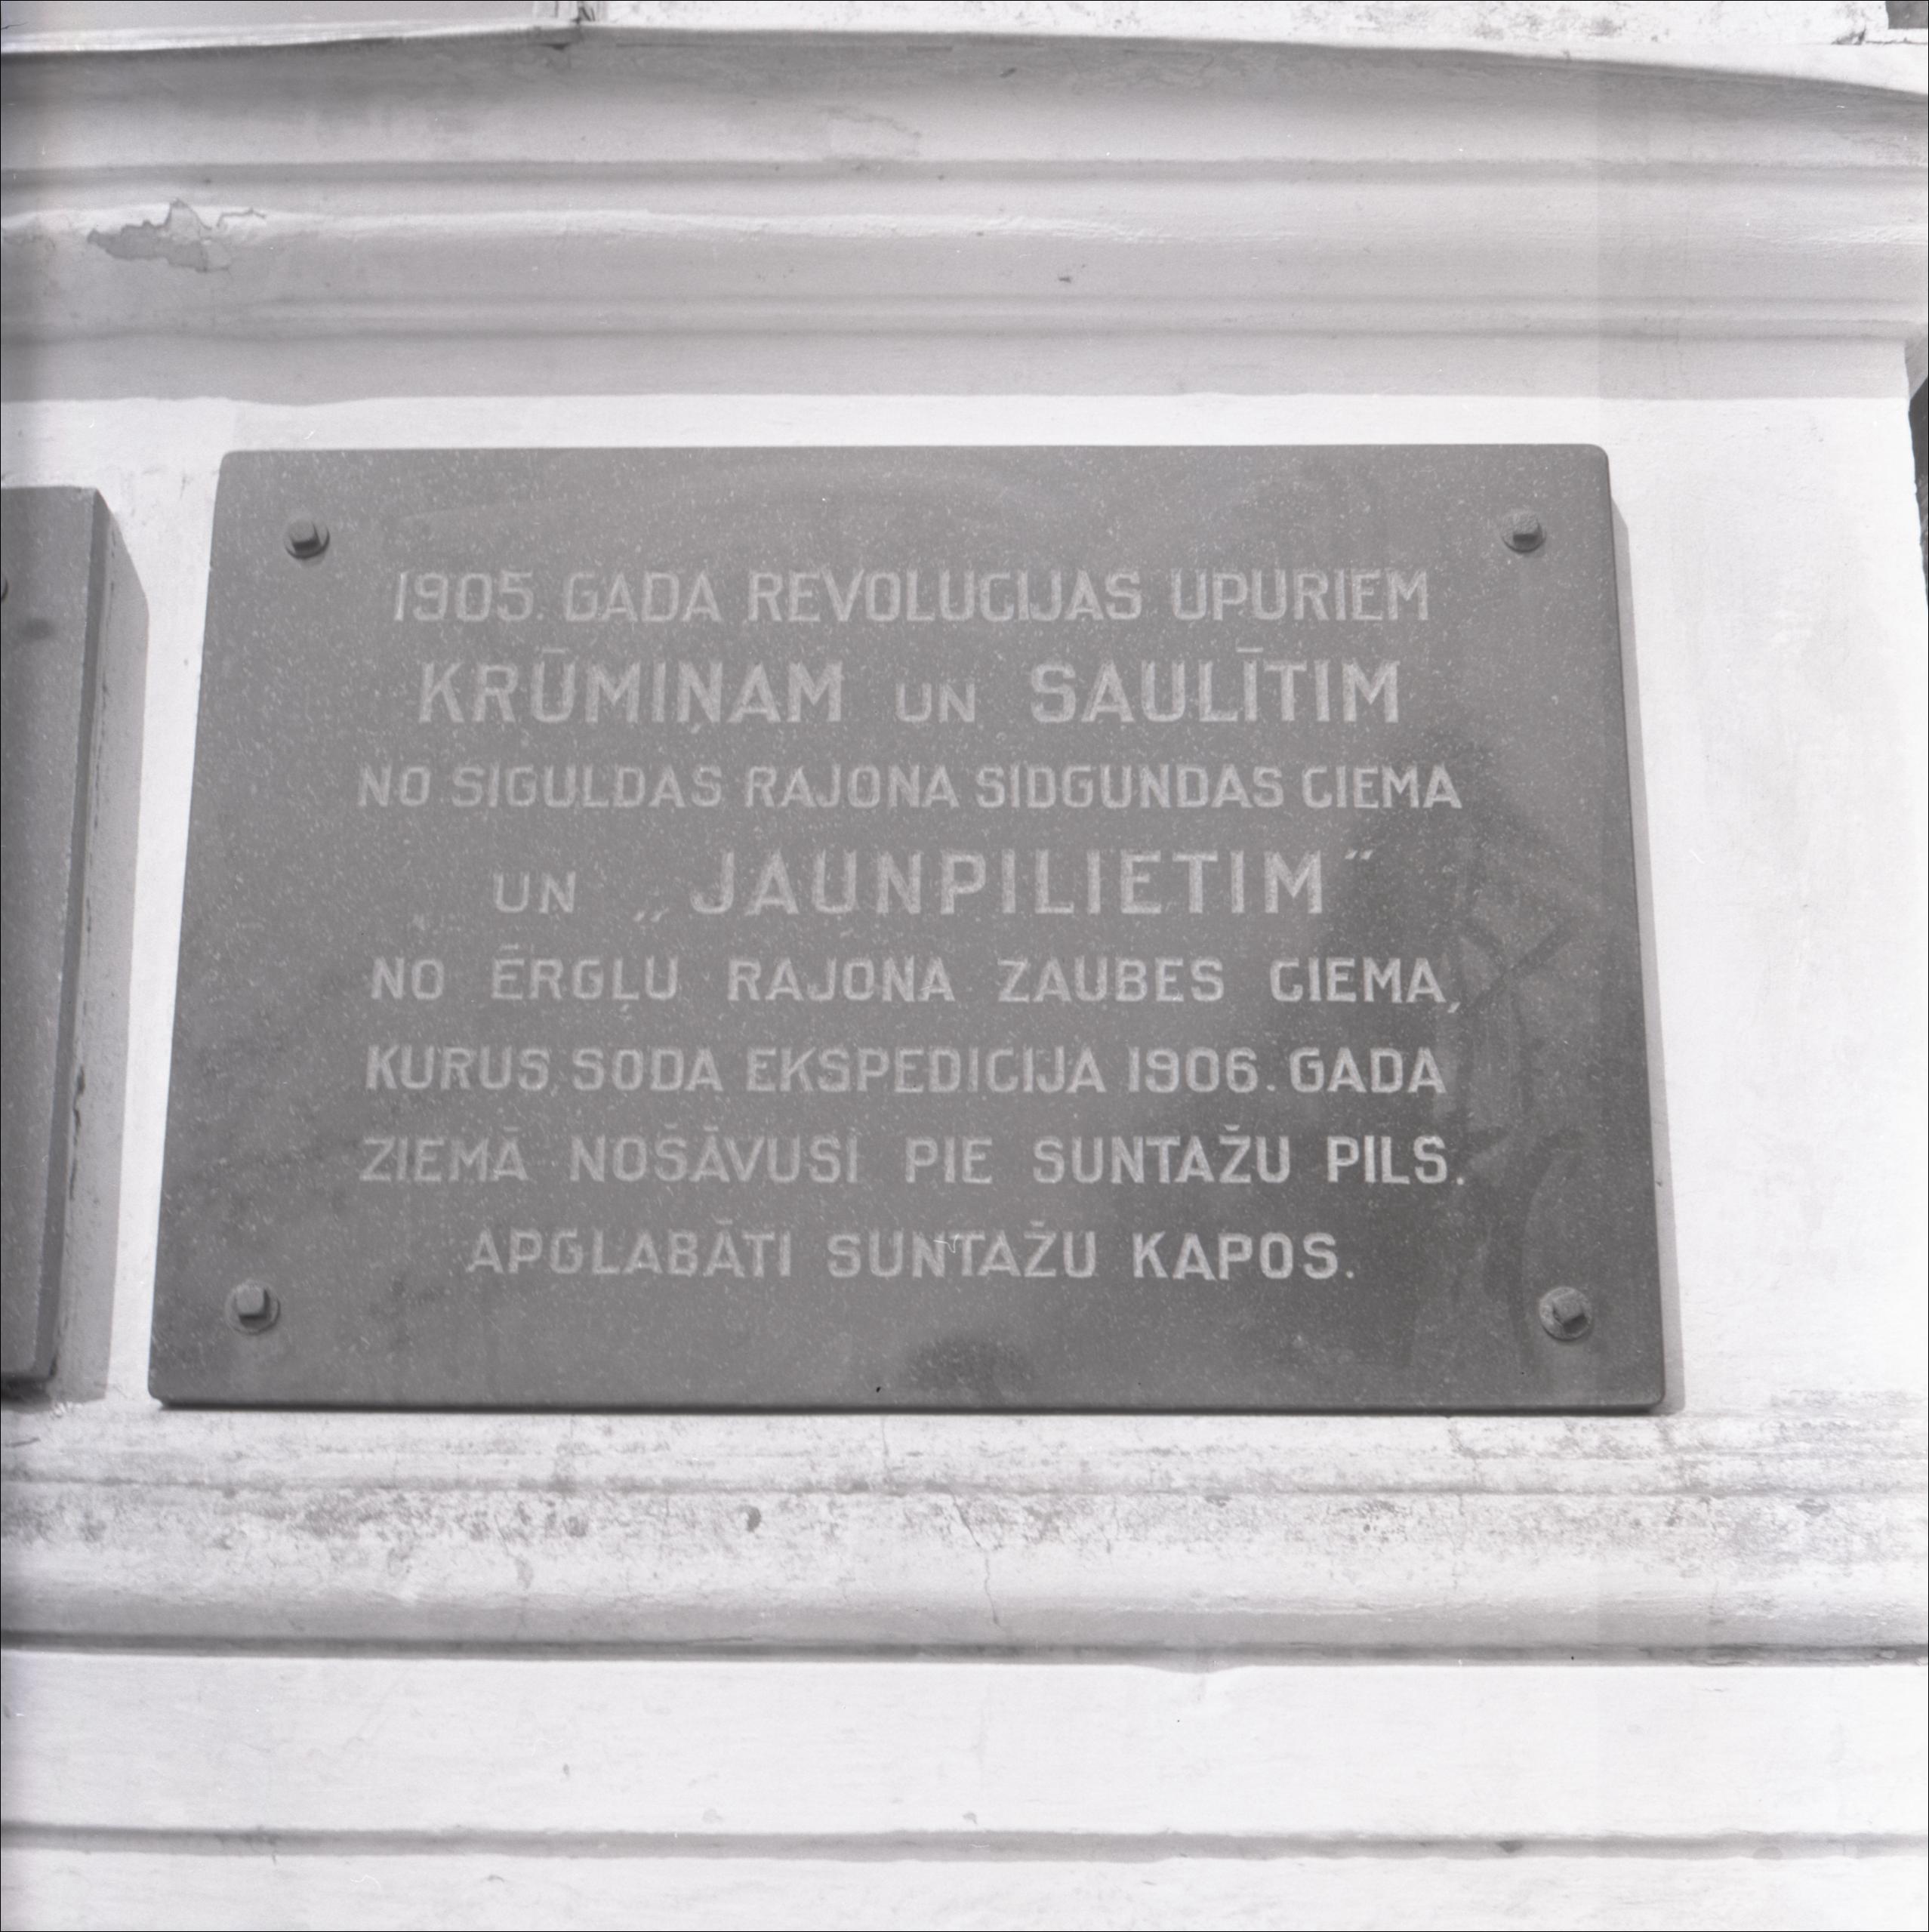 1905. GADA REVOLUCIJAS UPURIEM
KRŪMIŅAM UN SAULĪTIM
NO SIGULDAS RAJONA SIDGUNDAS CIEMA
UN „JAUNPILIETIM"
NO ĒRGĻU RAJONA ZAUBES CIEMA,
KURUS SODA EKSPEDICIJA 1906. GADA
ZIEMĀ NOŠĀVUSI PIE SUNTAŽU PILS.
APGLABĀTI SUNTAŽU KAPOS.